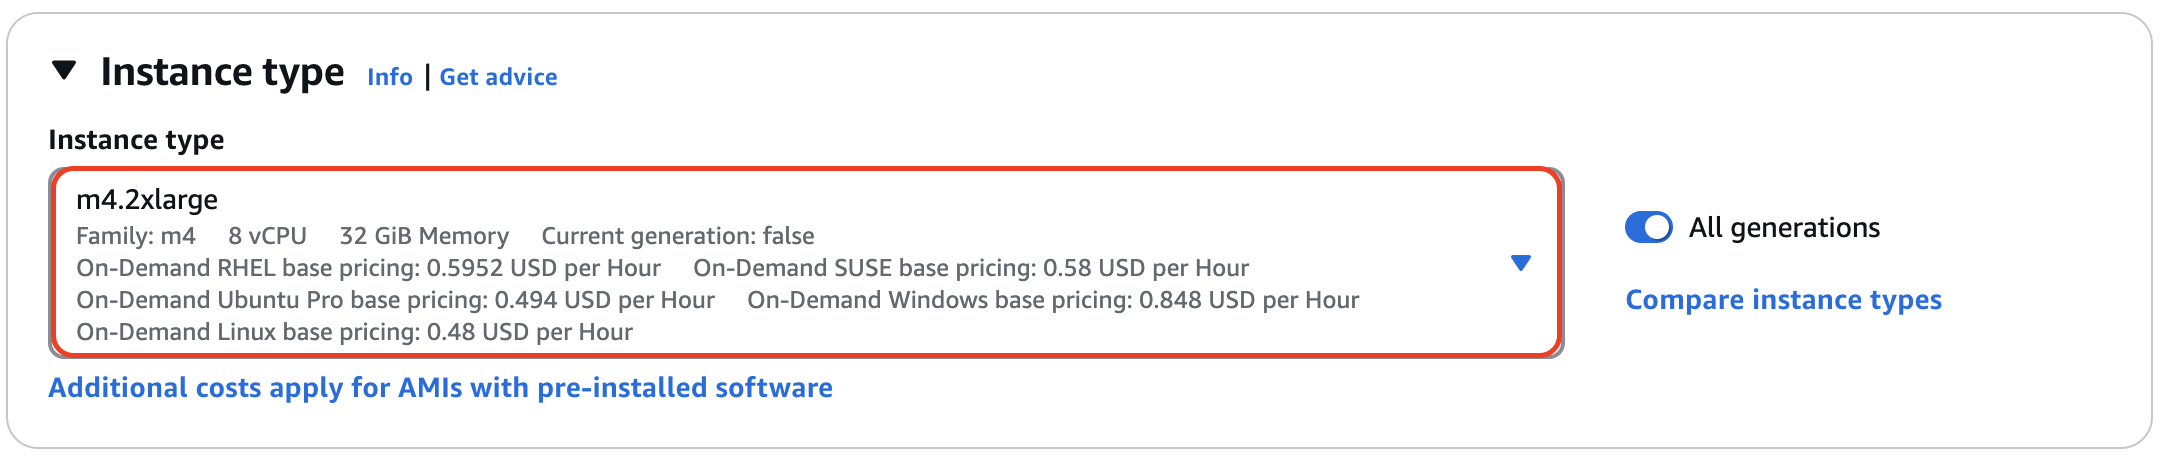 Instance type Info | Get advice
Instance type
m4.2xlarge
Family: m4 8 vCPU 32 GiB Memory Current generation: false
On-Demand RHEL base pricing: 0.5952 USD per Hour On-Demand SUSE base pricing: 0.58 USD per Hour
On-Demand Ubuntu Pro base pricing: 0.494 USD per Hour On-Demand Windows base pricing: 0.848 USD per Hour
On-Demand Linux base pricing: 0.48 USD per Hour
All generations
Compare instance types
Additional costs apply for AMIs with pre-installed software